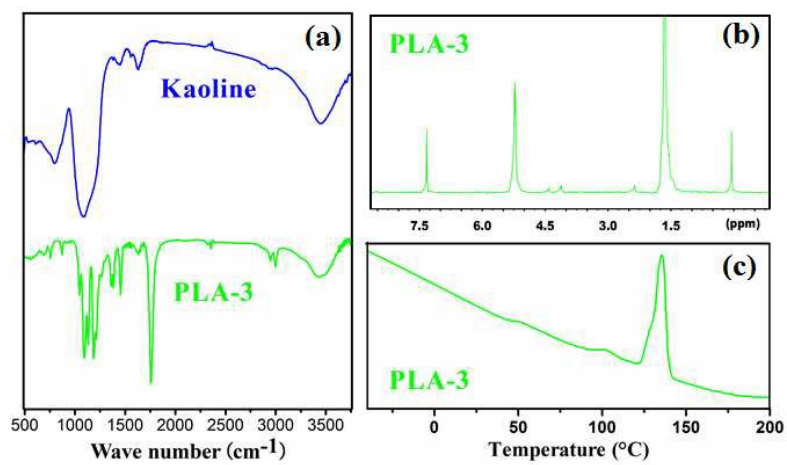 (a)
Kaoline
PLA-3
500 1000 1500 2000 2500 3000 3500
Wave number (cm-1)
(b)
PLA-3
7.5 6.0 4.5 3.0 1.5 (ppm)
(c)
PLA-3
0 50 100 150 200
Temperature (°C)